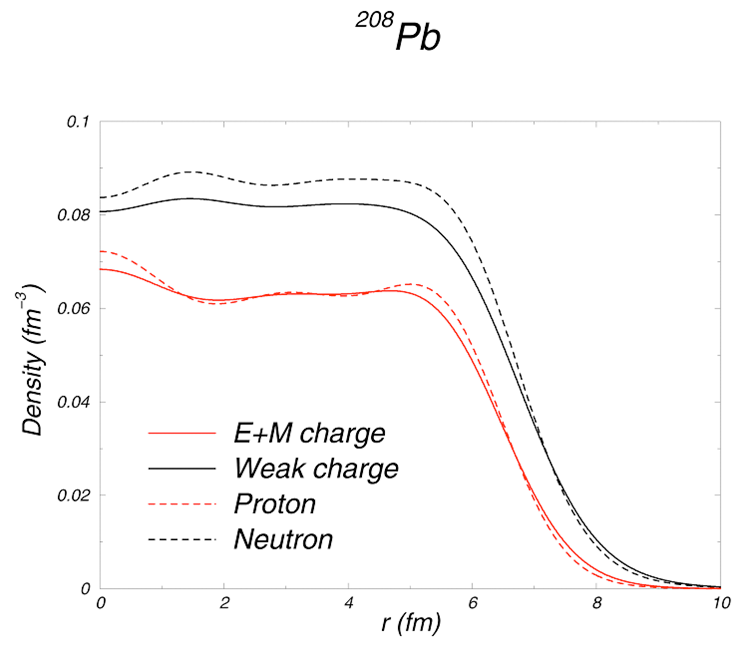 ²⁰⁸Pb
0.1
0.08
0.06
0.04
0.02
0
Density (fm⁻³)
E+M charge
Weak charge
Proton
Neutron
0 2 4 6 8 10
r (fm)